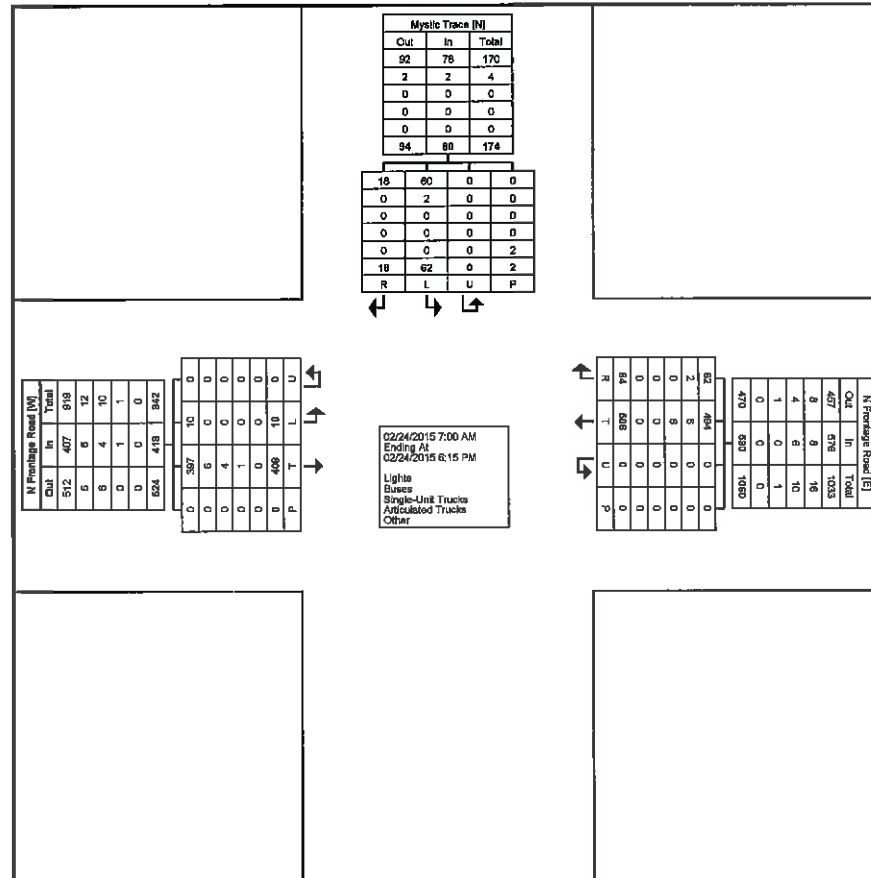 Mystic Trace [N]
Out In Total
92 78 170
2 2 4
0 0 0
0 0 0
0 0 0
94 80 174
18 60 0 0
0 2 0 0
0 0 0 0
0 0 0 0
0 0 0 2
18 62 0 2
R L U P
N Frontage Road [W]
Total In Out
919 407 512
12 6 6
10 4 6
1 1 0
0 0 0
942 418 524
0 10 397 0
0 0 6 0
0 0 4 0
0 0 1 0
0 0 0 0
0 10 408 0
U L T P
02/24/2015 7:00 AM
Ending At
02/24/2015 6:15 PM
Lights
Buses
Single-Unit Trucks
Articulated Trucks
Other
N Frontage Road [E]
Out In Total
457 576 1033
8 8 16
4 6 10
1 0 1
0 0 0
470 590 1060
82 494 0 0
2 6 0 0
0 6 0 0
0 0 0 0
0 0 0 0
84 506 0 0
R T U P